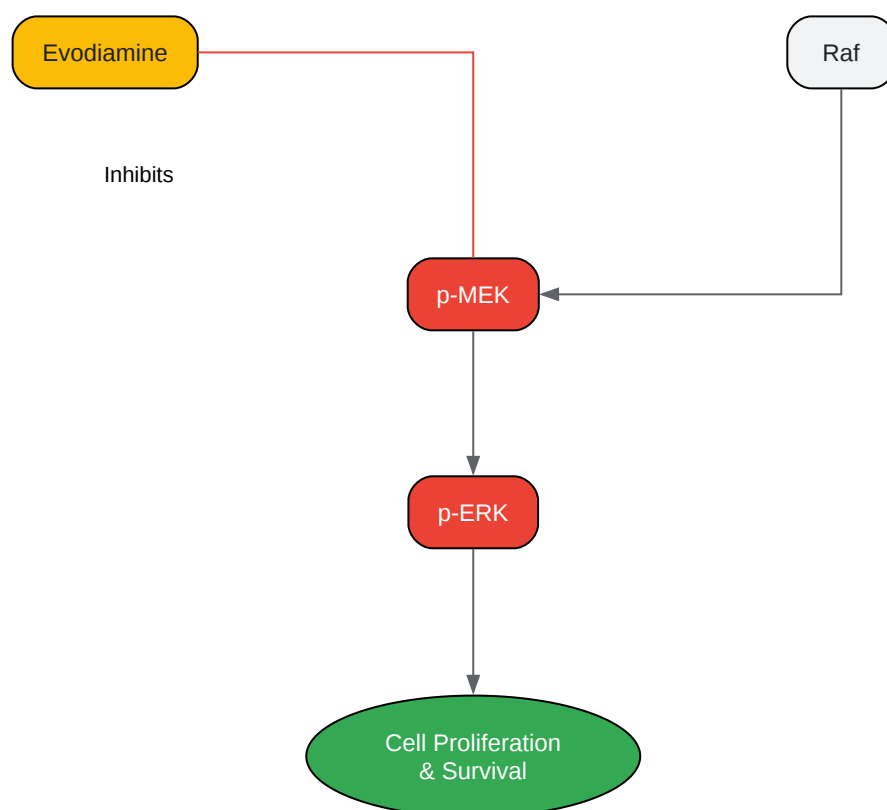 Evodiamine
Raf
Inhibits
p-MEK
p-ERK
Cell Proliferation
& Survival